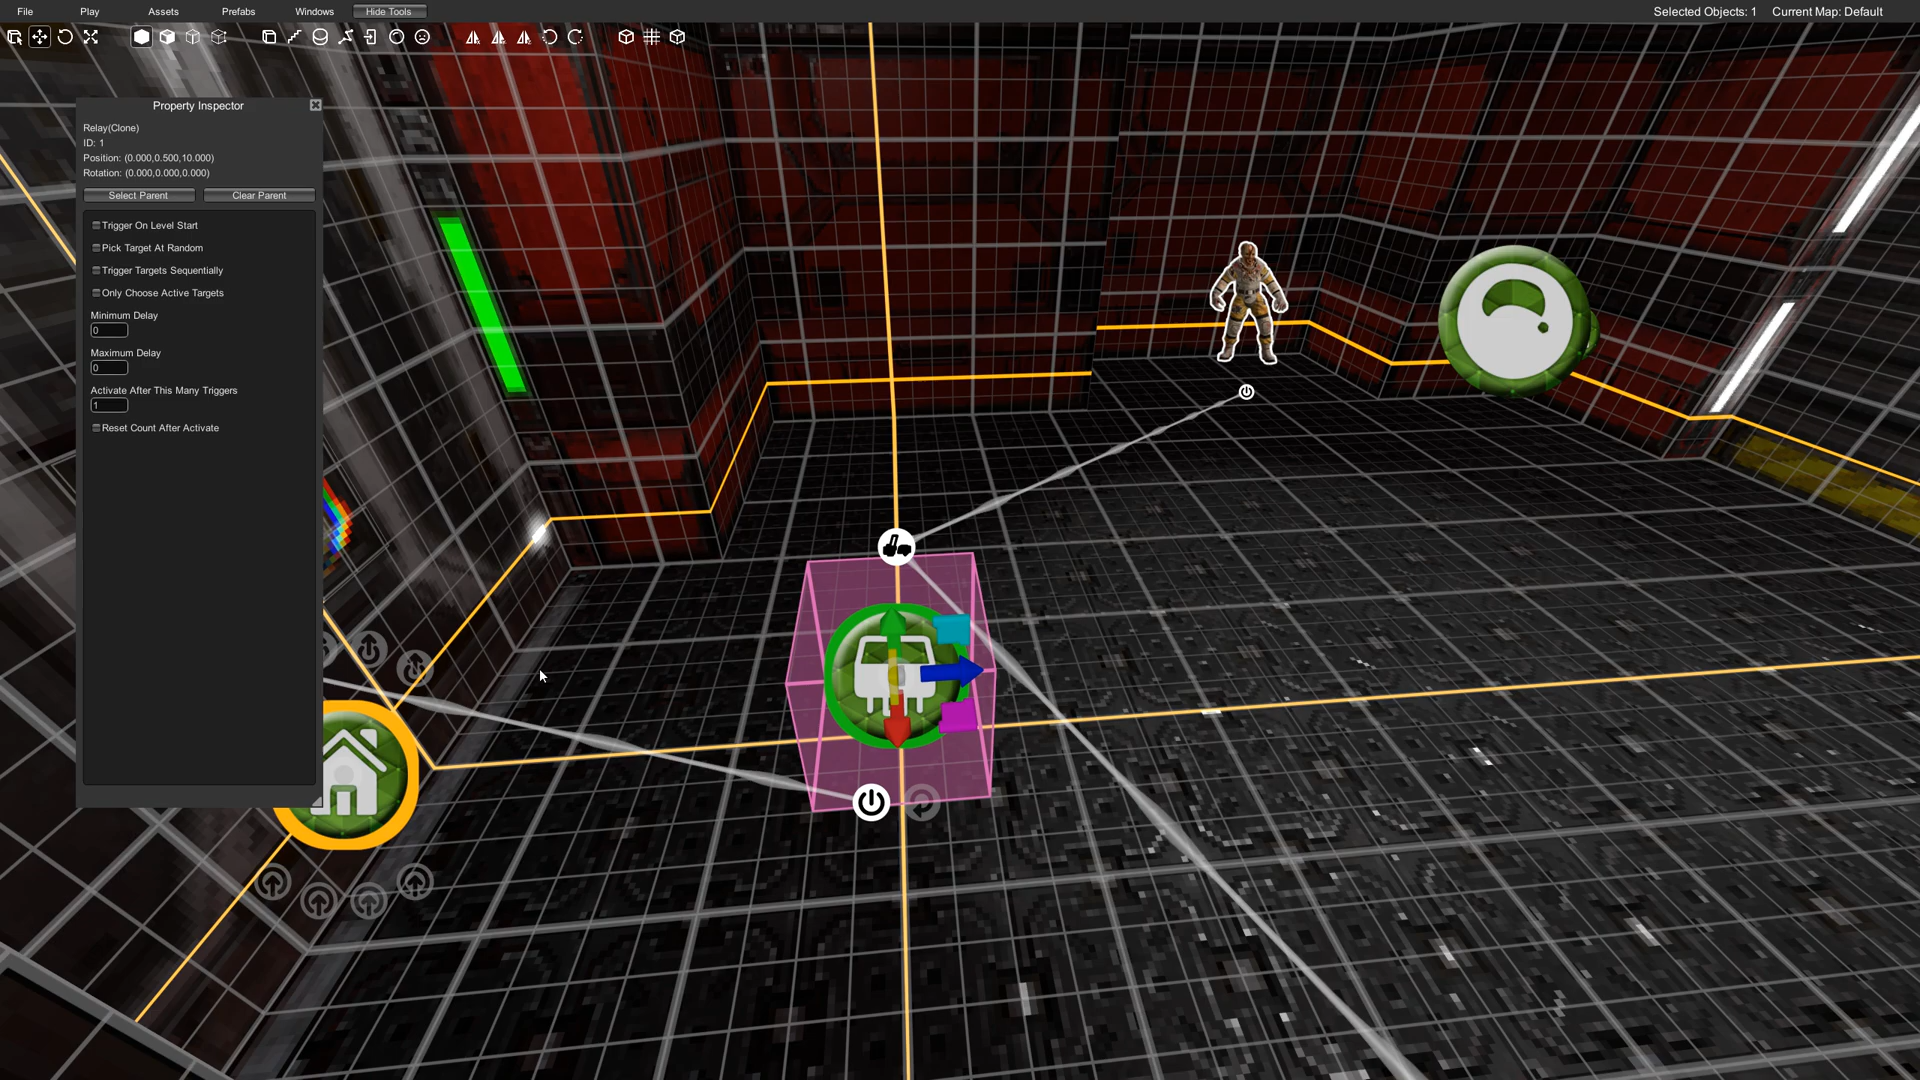 File Play Assets Prefabs Windows Hide Tools Selected Objects: 1 Current Map: Default
Property Inspector
Relay(Clone)
ID: 1
Position: (0.000,0.500,10.000)
Rotation: (0.000,0.000,0.000)
Select Parent Clear Parent
Trigger On Level Start
Pick Target At Random
Trigger Targets Sequentially
Only Choose Active Targets
Minimum Delay
0
Maximum Delay
0
Activate After This Many Triggers
1
Reset Count After Activate